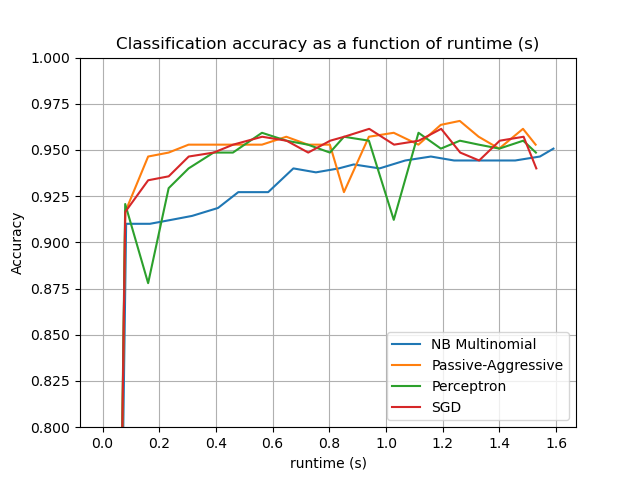 Classification accuracy as a function of runtime (s)
1.000
0.975
0.950
0.925
0.900
0.875
0.850
0.825
0.800
Accuracy
NB Multinomial
Passive-Aggressive
Perceptron
SGD
0.0 0.2 0.4 0.6 0.8 1.0 1.2 1.4 1.6
runtime (s)